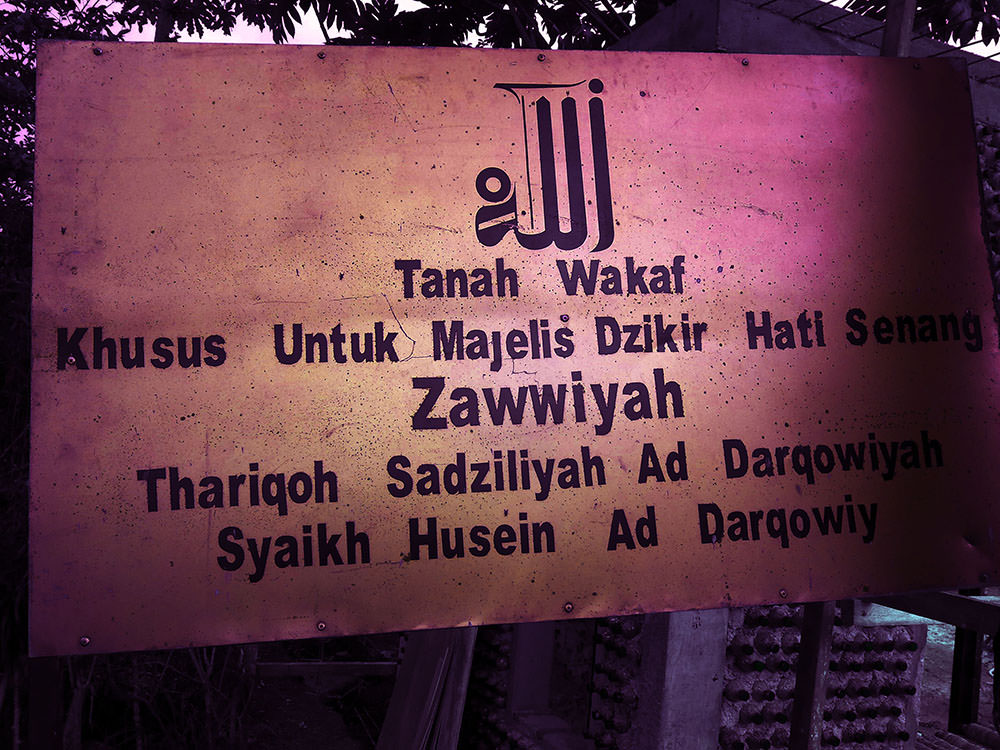 الله
Tanah Wakaf
Khusus Untuk Majelis Dzikir Hati Senang
Zawwiyah
Thariqoh Sadziliyah Ad Darqowiyah
Syaikh Husein Ad Darqowiy